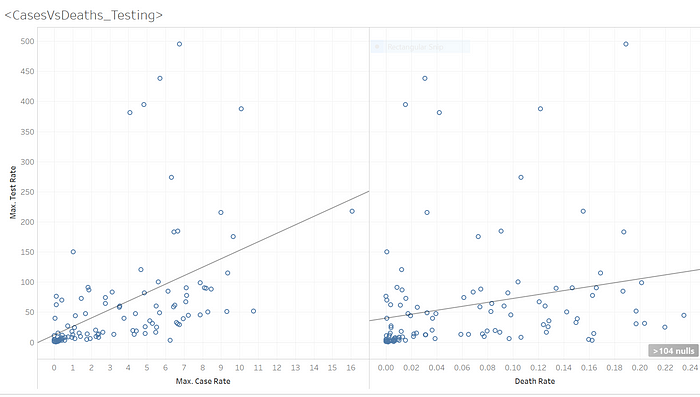 <CasesVsDeaths_Testing>
500
450
400
350
300
250
200
150
100
50
0
Max. Test Rate
0 1 2 3 4 5 6 7 8 9 10 11 12 13 14 15 16
0.00 0.02 0.04 0.06 0.08 0.10 0.12 0.14 0.16 0.18 0.20 0.22 0.24
Max. Case Rate
Death Rate
>104 nulls